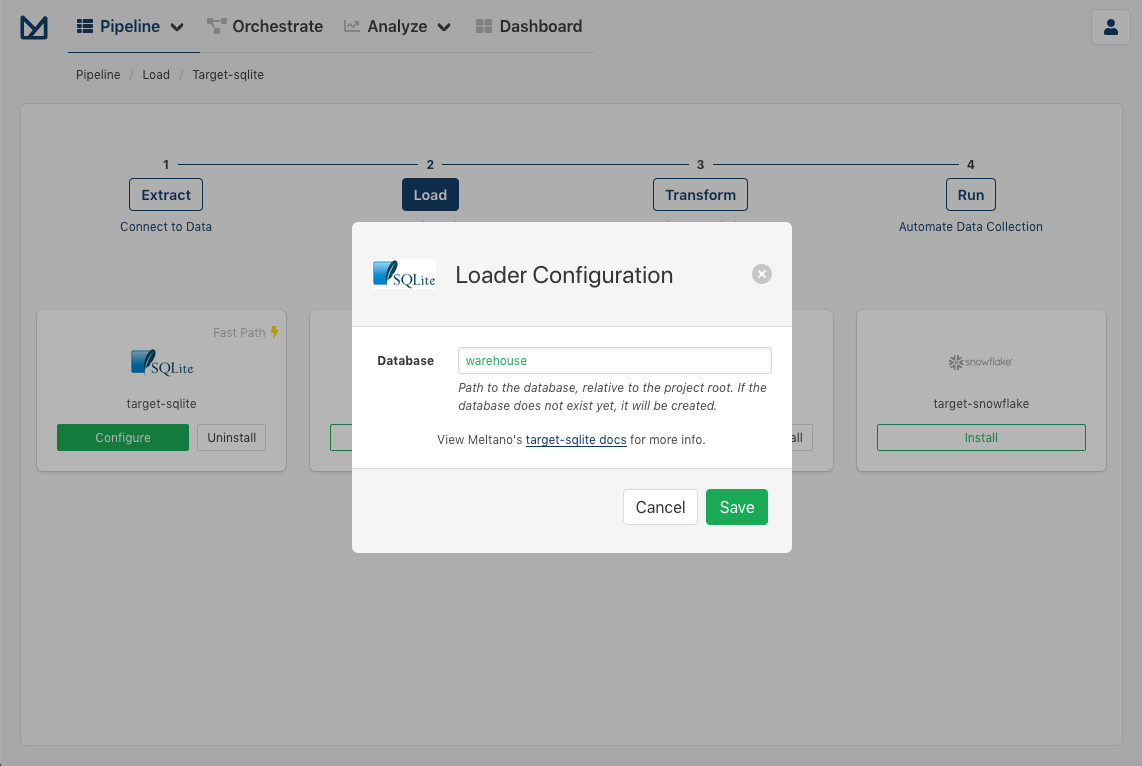 Pipeline Orchestrate Analyze Dashboard
Pipeline / Load / Target-sqlite
1 2 3 4
Extract Load Transform Run
Connect to Data Automate Data Collection
SQLite Loader Configuration
Fast Path
SQLite
target-sqlite
Configure Uninstall
Database warehouse
Path to the database, relative to the project root. If the
database does not exist yet, it will be created.
View Meltano's target-sqlite docs for more info.
Cancel Save
snowflake
target-snowflake
Install